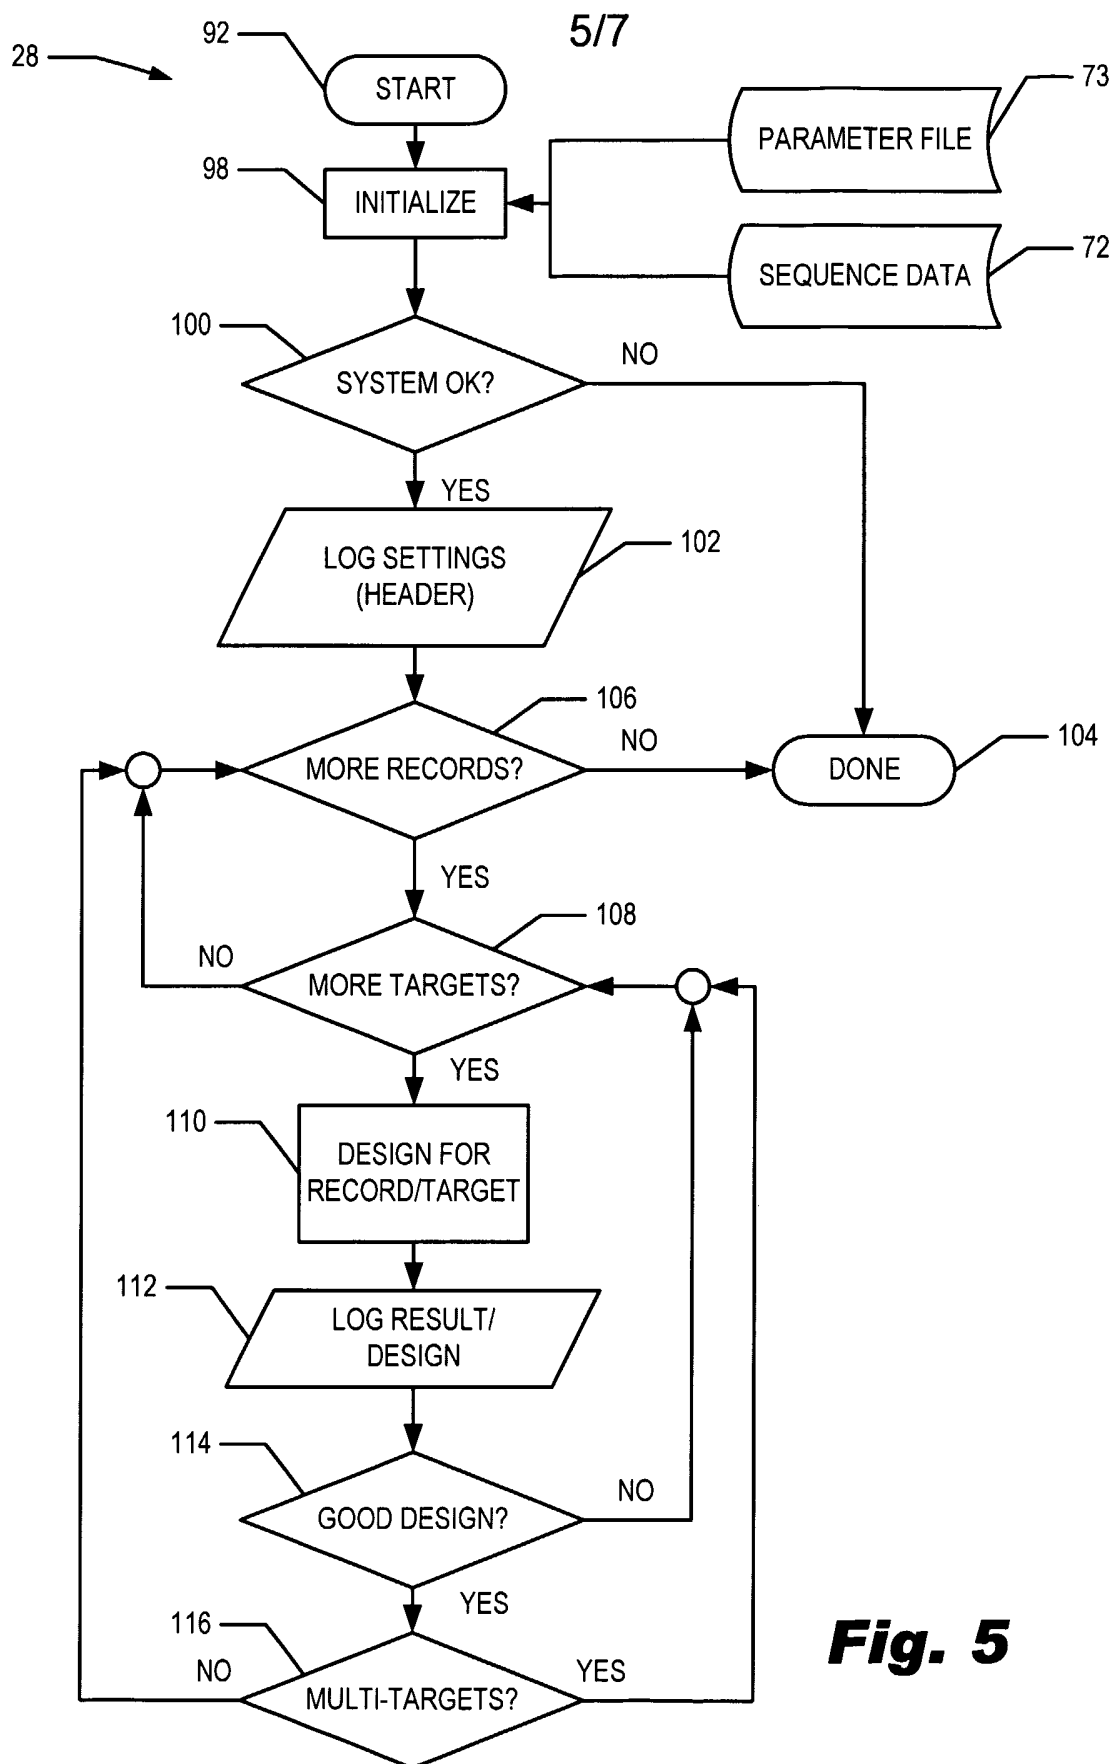 5/7
28
92
START
73
PARAMETER FILE
98
INITIALIZE
72
SEQUENCE DATA
100
SYSTEM OK?
NO
YES
LOG SETTINGS
(HEADER)
102
106
MORE RECORDS?
NO
DONE
104
YES
108
NO
MORE TARGETS?
YES
110
DESIGN FOR
RECORD/TARGET
112
LOG RESULT/
DESIGN
114
GOOD DESIGN?
NO
YES
116
NO
MULTI-TARGETS?
YES
Fig. 5